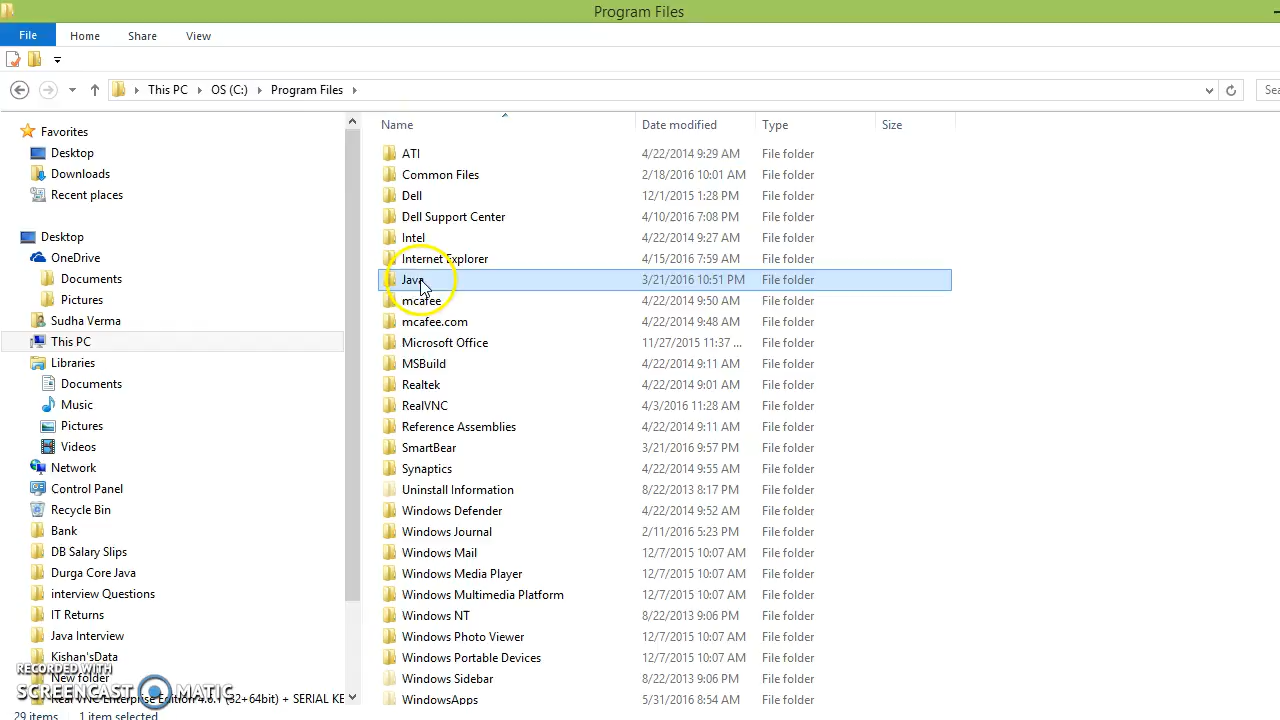 Program Files
File Home Share View
This PC OS (C:) Program Files Sea
Name Date modified Type Size
Favorites
Desktop
Downloads
Recent places
Desktop
OneDrive
Documents
Pictures
Sudha Verma
This PC
Libraries
Documents
Music
Pictures
Videos
Network
Control Panel
Recycle Bin
Bank
DB Salary Slips
Durga Core Java
interview Questions
IT Returns
Java Interview
Kishan'sData
New folder
Real VNC Enterprise Edition 4.6.1 (32+64bit) + SERIAL KE
ATI 4/22/2014 9:29 AM File folder
Common Files 2/18/2016 10:01 AM File folder
Dell 12/1/2015 1:28 PM File folder
Dell Support Center 4/10/2016 7:08 PM File folder
Intel 4/22/2014 9:27 AM File folder
Internet Explorer 4/15/2016 7:59 AM File folder
Java 3/21/2016 10:51 PM File folder
mcafee 4/22/2014 9:50 AM File folder
mcafee.com 4/22/2014 9:48 AM File folder
Microsoft Office 11/27/2015 11:37 ... File folder
MSBuild 4/22/2014 9:11 AM File folder
Realtek 4/22/2014 9:01 AM File folder
RealVNC 4/3/2016 11:28 AM File folder
Reference Assemblies 4/22/2014 9:11 AM File folder
SmartBear 3/21/2016 9:57 PM File folder
Synaptics 4/22/2014 9:55 AM File folder
Uninstall Information 8/22/2013 8:17 PM File folder
Windows Defender 4/22/2014 9:52 AM File folder
Windows Journal 2/11/2016 5:23 PM File folder
Windows Mail 12/7/2015 10:07 AM File folder
Windows Media Player 12/7/2015 10:07 AM File folder
Windows Multimedia Platform 12/7/2015 10:07 AM File folder
Windows NT 8/22/2013 9:06 PM File folder
Windows Photo Viewer 12/7/2015 10:07 AM File folder
Windows Portable Devices 12/7/2015 10:07 AM File folder
Windows Sidebar 8/22/2013 9:06 PM File folder
WindowsApps 5/31/2016 8:54 AM File folder
29 items 1 item selected
RECORDED WITH
SCREENCAST MATIC